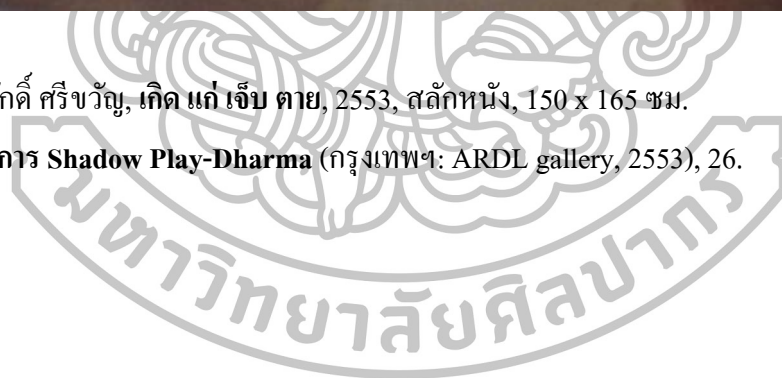 กดิ์ ศรีขวัญ, เกิด แก่ เจ็บ ตาย, 2553, สลักหนัง, 150 x 165 ซม.
การ Shadow Play-Dharma (กรุงเทพฯ: ARDL gallery, 2553), 26.
มหาวิทยาลัยศิลปากร